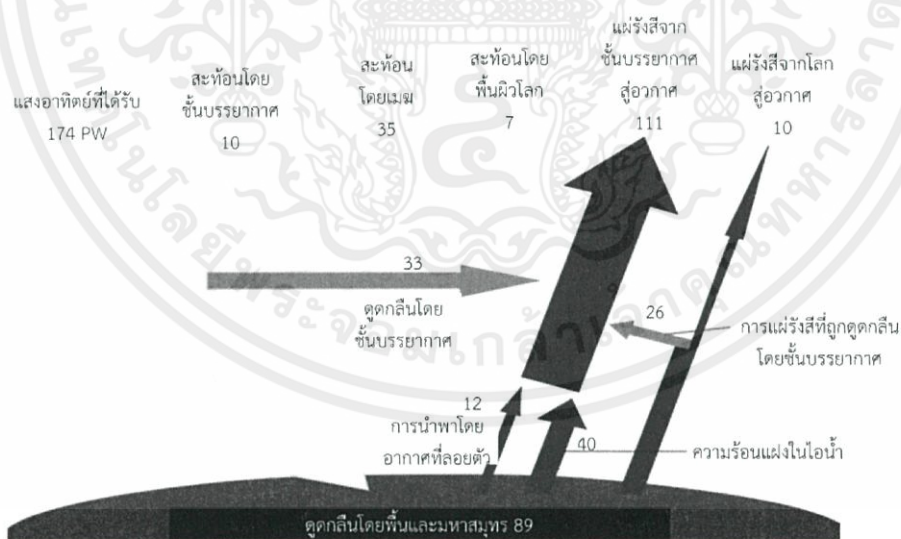 แสงอาทิตย์ที่ได้รับ
174 PW
สะท้อนโดย
ชั้นบรรยากาศ
10
สะท้อน
โดยเมฆ
35
สะท้อนโดย
พื้นผิวโลก
7
แผ่รังสีจาก
ชั้นบรรยากาศ
สู่อวกาศ
111
แผ่รังสีจากโลก
สู่อวกาศ
10
33
ดูดกลืนโดย
ชั้นบรรยากาศ
26
การแผ่รังสีที่ถูกดูดกลืน
โดยชั้นบรรยากาศ
12
การนำพาโดย
อากาศที่ลอยตัว
40
ความร้อนแฝงในไอน้ำ
ดูดกลืนโดยพื้นและมหาสมุทร 89